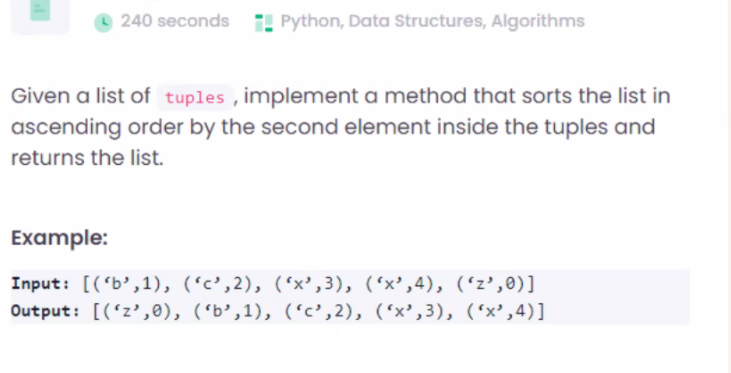 240 seconds Python, Data Structures, Algorithms
Given a list of tuples , implement a method that sorts the list in
ascending order by the second element inside the tuples and
returns the list.
Example:
Input: [(‘b’,1), (‘c’,2), (‘x’,3), (‘x’,4), (‘z’,0)]
Output: [(‘z’,0), (‘b’,1), (‘c’,2), (‘x’,3), (‘x’,4)]